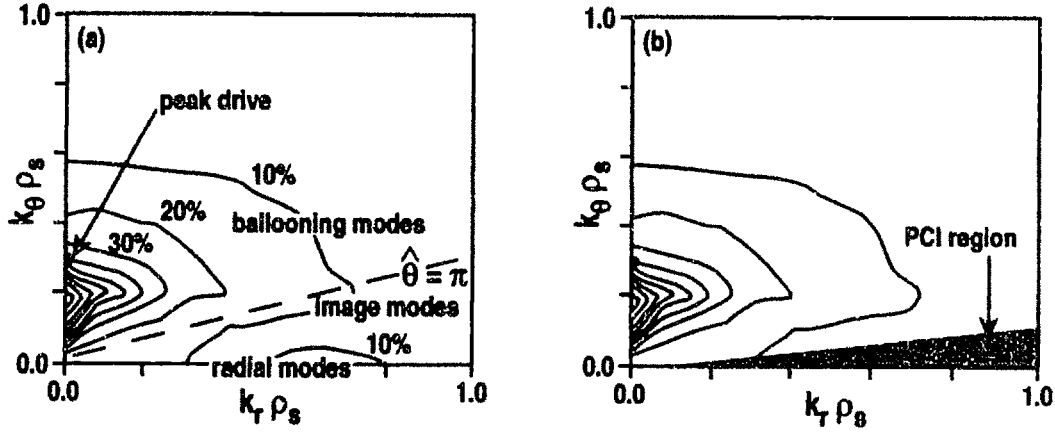 1.0
(a)
peak drive
10%
20%
ballooning modes
30%
θ̂ = π
image modes
10%
radial modes
0.0
0.0
1.0
k_θ ρ_s
k_r ρ_s
1.0
(b)
PCI region
0.0
0.0
1.0
k_θ ρ_s
k_r ρ_s